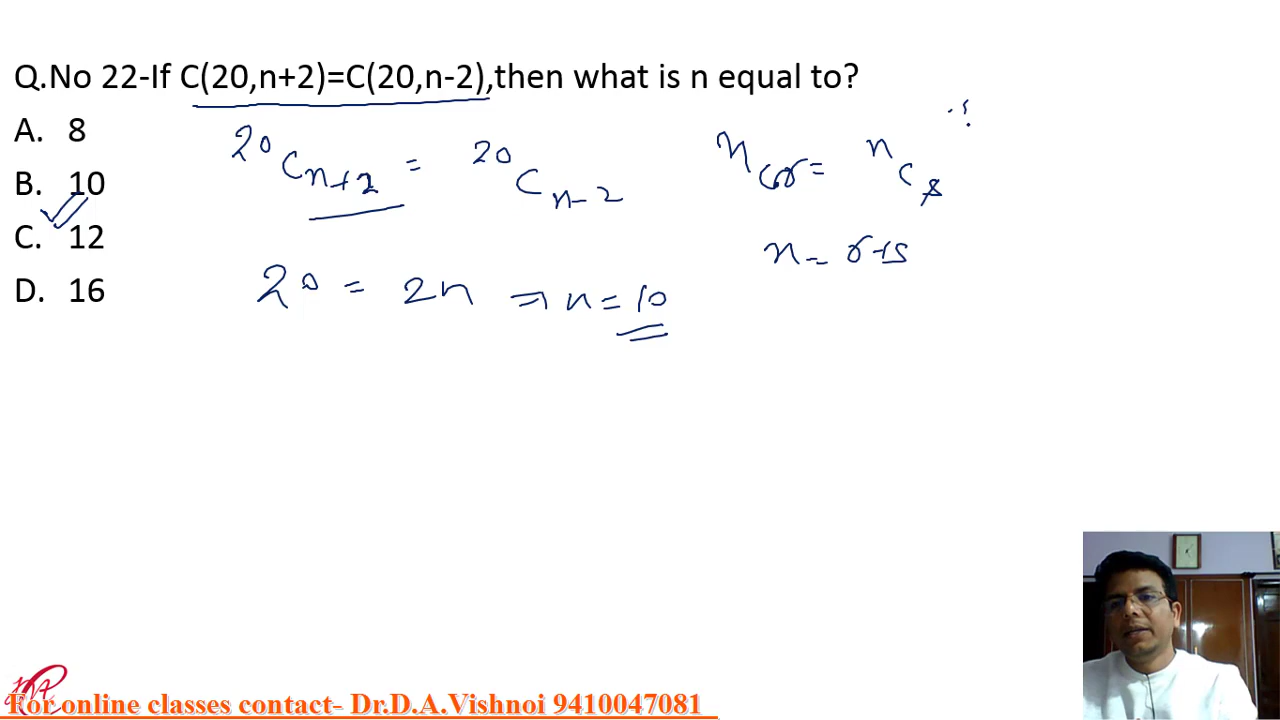 Q.No 22-If C(20,n+2)=C(20,n-2),then what is n equal to?
A. 8
B. 10
C. 12
D. 16
20Cn+2 = 20Cn-2
nCr = nCs
n = r+s
20 = 2n ⇒ n = 10
For online classes contact- Dr.D.A.Vishnoi 9410047081